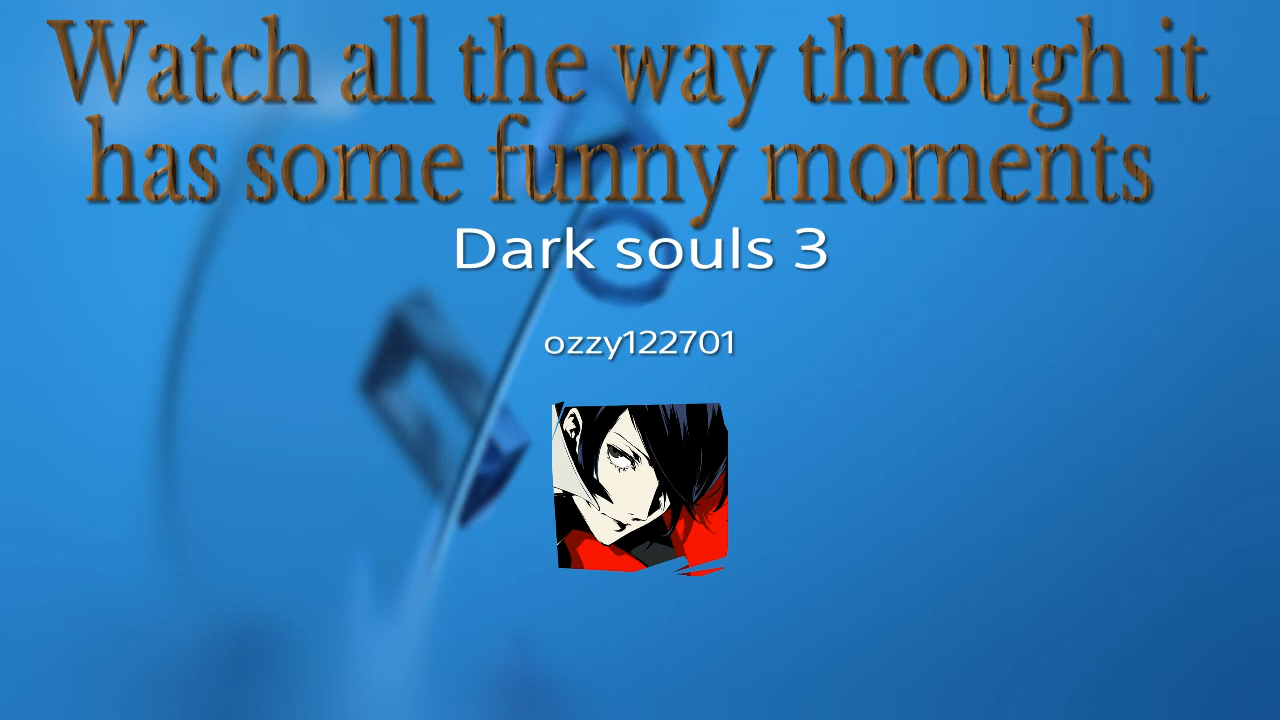 Watch all the way through it
has some funny moments
Dark souls 3
ozzy122701